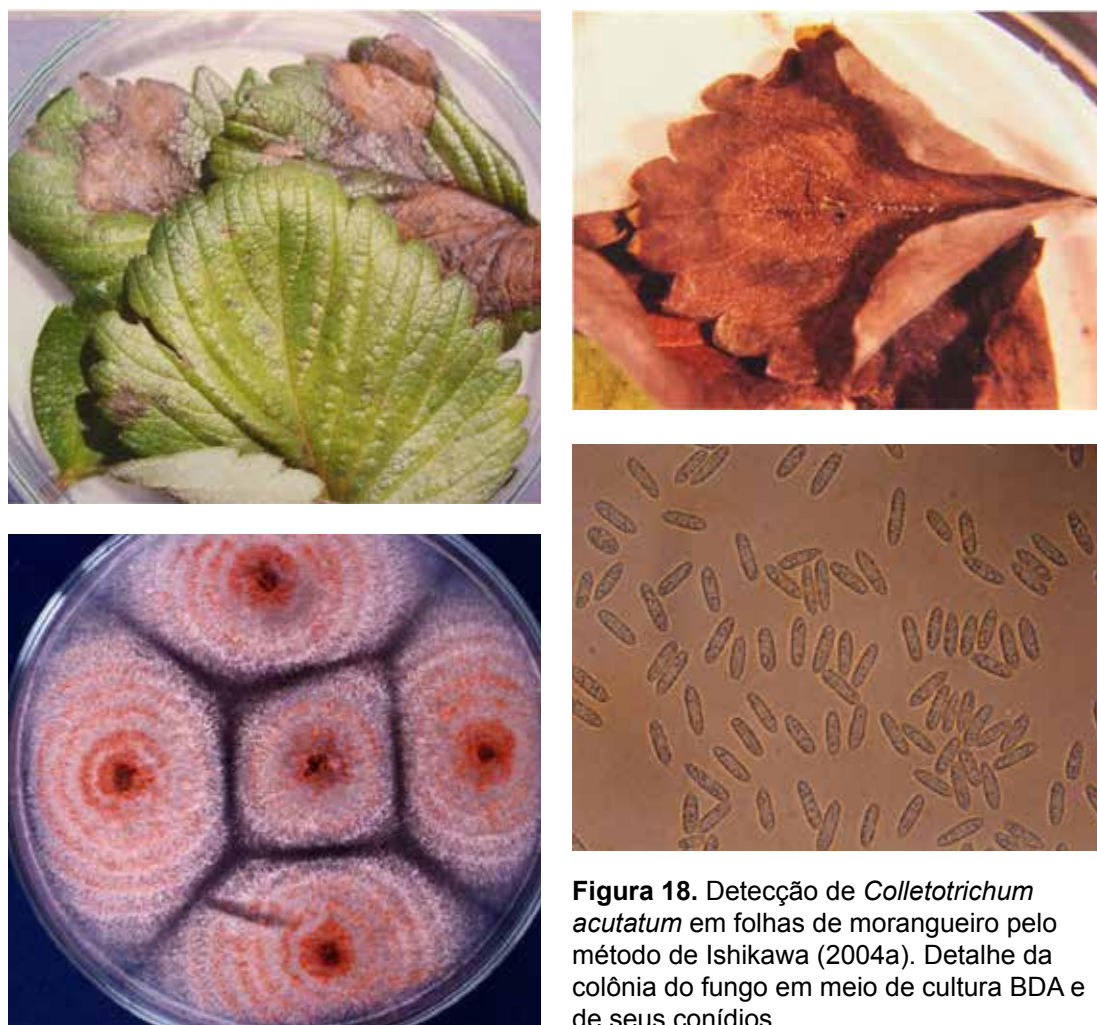 Figura 18. Detecção de Colletotrichum
acutatum em folhas de morangueiro pelo
método de Ishikawa (2004a). Detalhe da
colônia do fungo em meio de cultura BDA e
de seus conídios